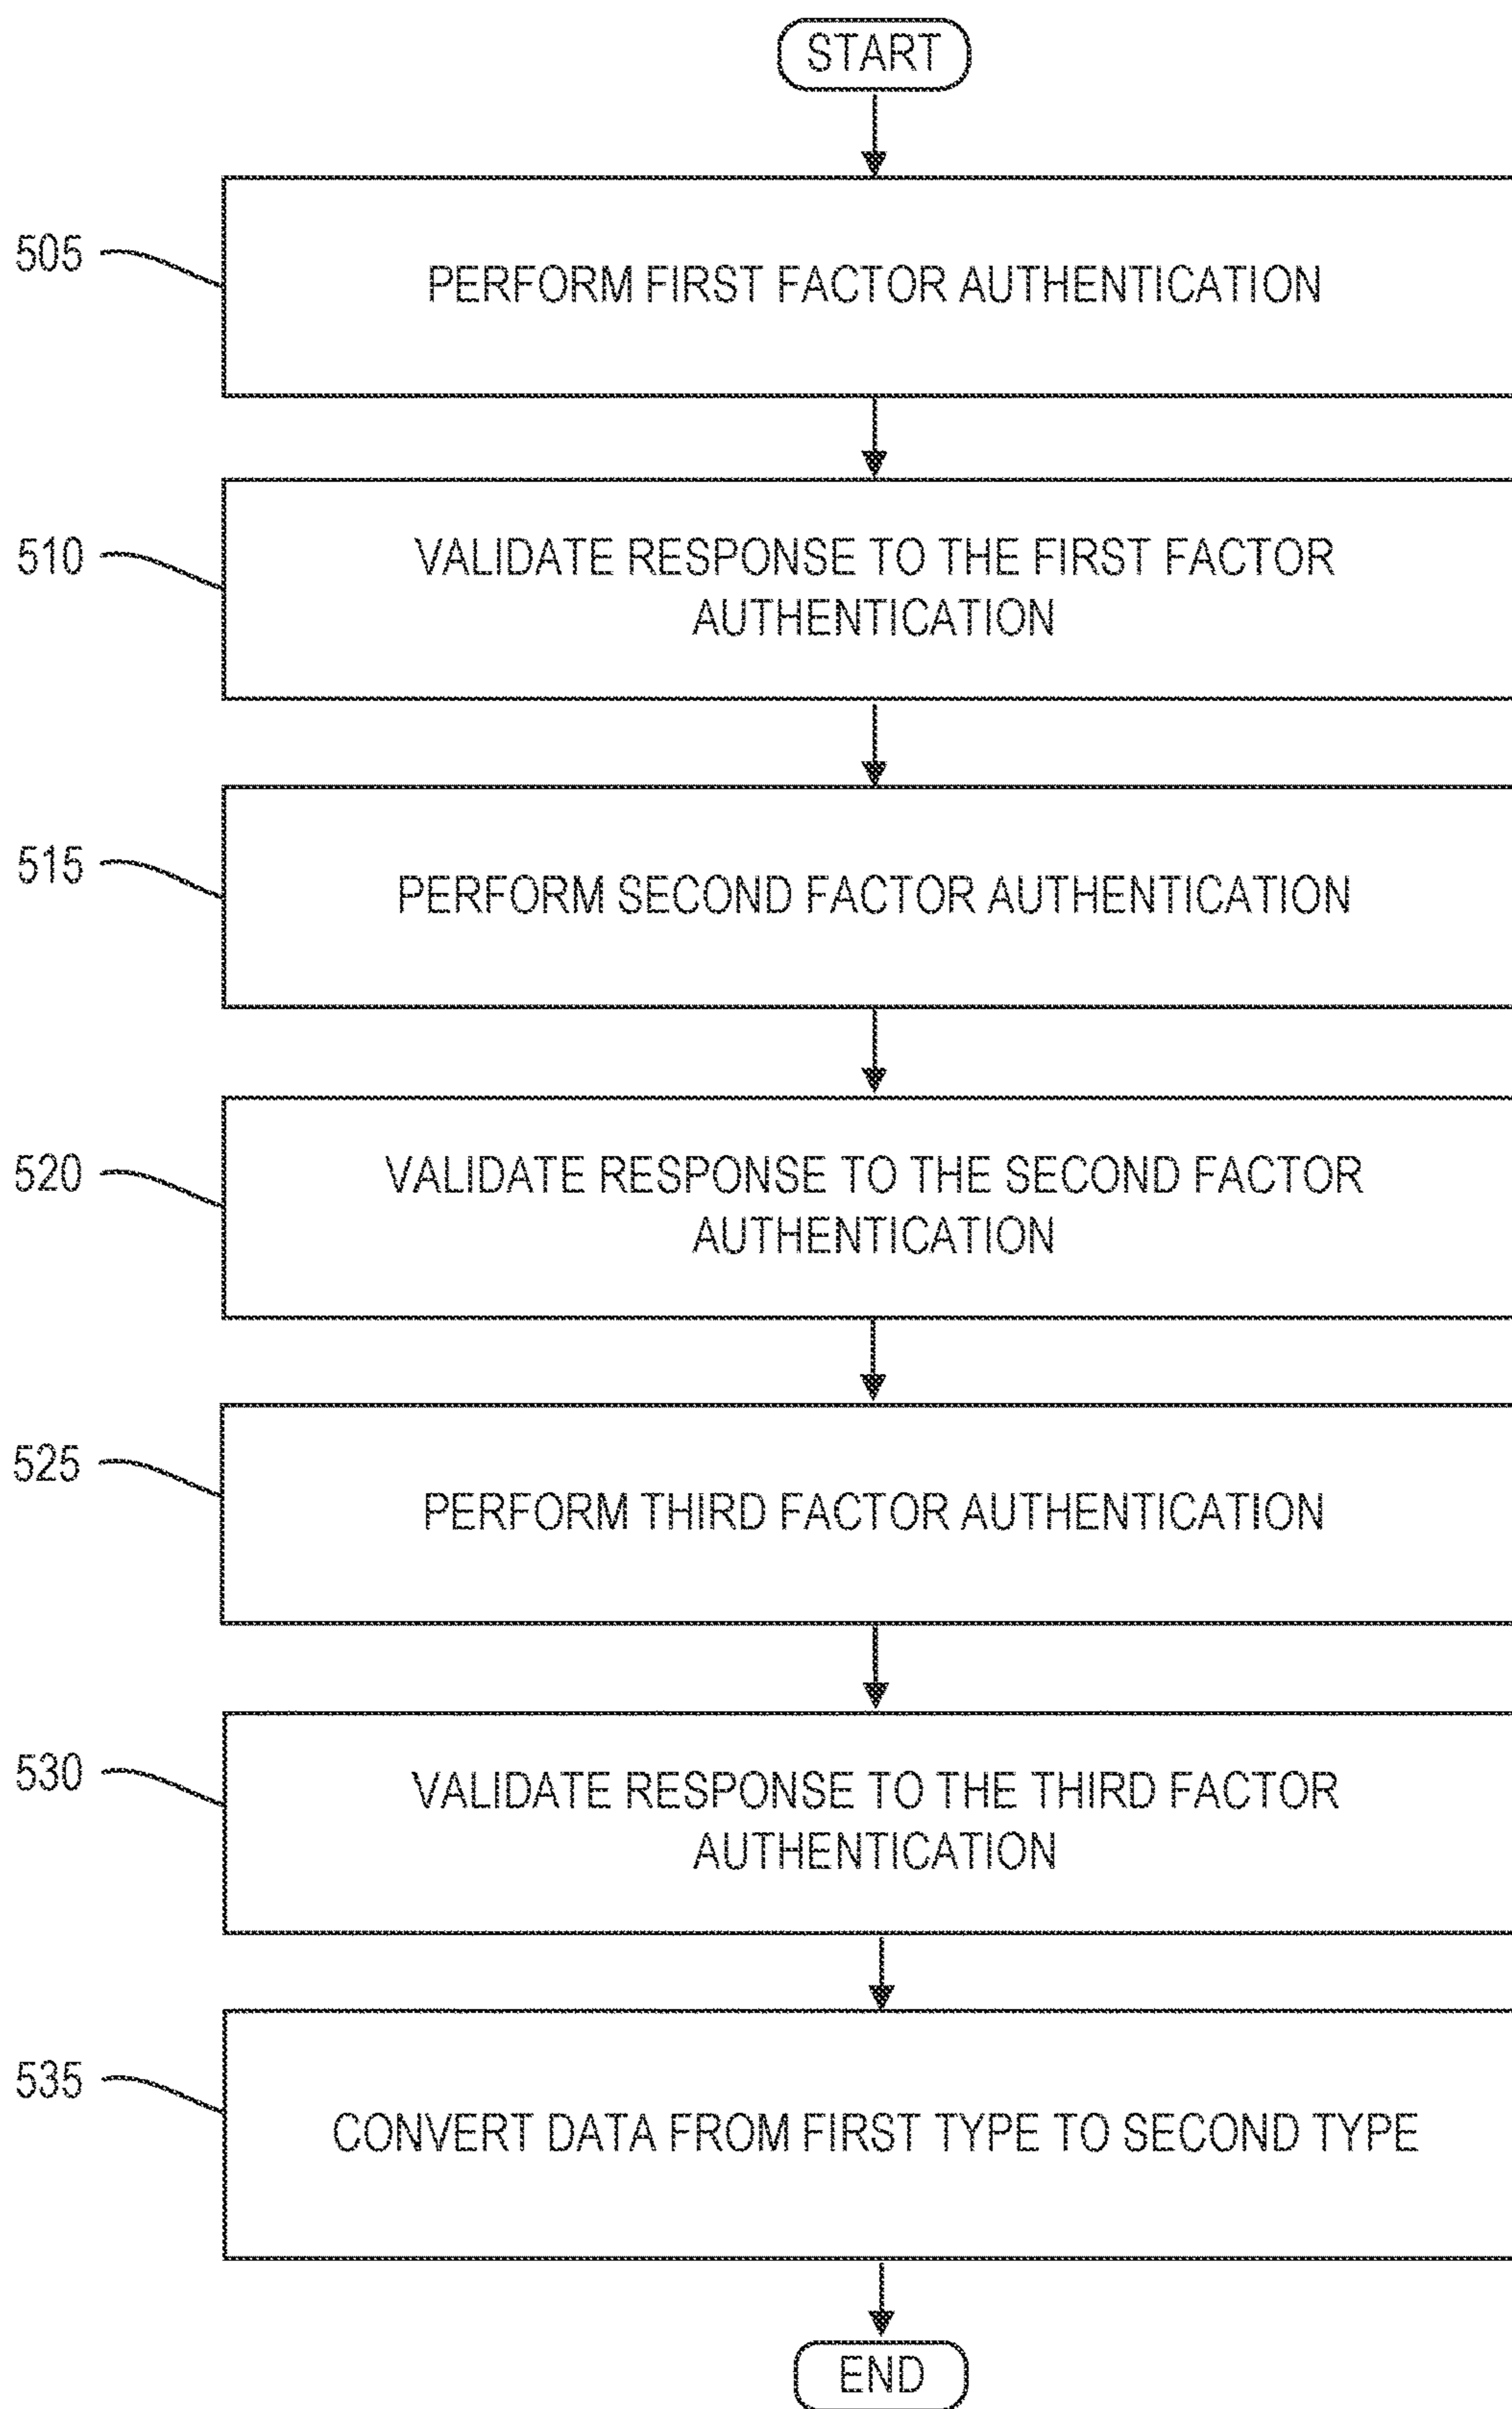 START
505
PERFORM FIRST FACTOR AUTHENTICATION
510
VALIDATE RESPONSE TO THE FIRST FACTOR
AUTHENTICATION
515
PERFORM SECOND FACTOR AUTHENTICATION
520
VALIDATE RESPONSE TO THE SECOND FACTOR
AUTHENTICATION
525
PERFORM THIRD FACTOR AUTHENTICATION
530
VALIDATE RESPONSE TO THE THIRD FACTOR
AUTHENTICATION
535
CONVERT DATA FROM FIRST TYPE TO SECOND TYPE
END